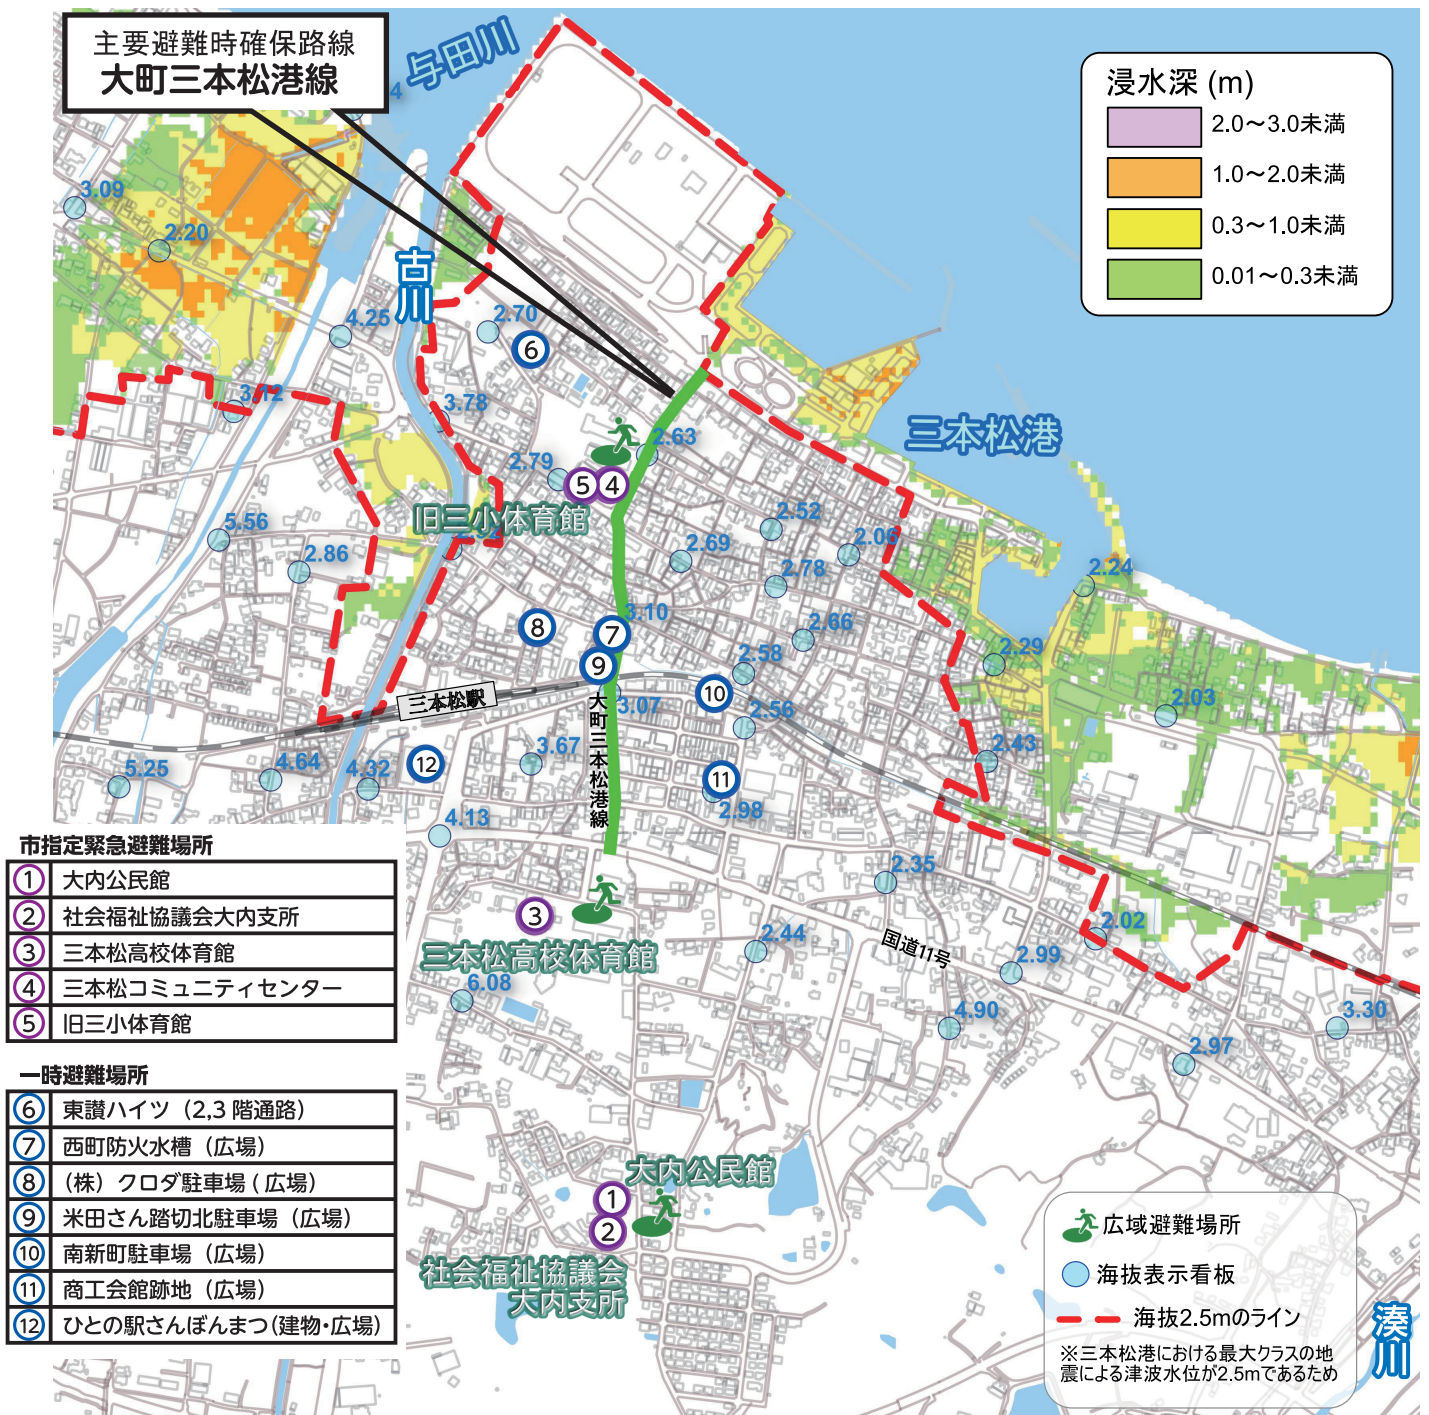 主要避難時確保路線
大町三本松港線
与田川
4
浸水深 (m)
2.0～3.0未満
1.0～2.0未満
0.3～1.0未満
0.01～0.3未満
3.09
2.20
古川
4.25
2.70
⑥
3.12
3.78
三本松港
2.63
2.79
⑤
④
旧三小体育館
2.52
2.06
5.56
2.86
2.69
2.78
2.24
3.10
⑧
⑦
2.66
2.29
⑨
2.58
⑩
三本松駅
3.07
2.56
2.03
大町三本松港線
3.67
2.43
5.25
4.64
4.32
⑫
⑪
2.98
4.13
2.35
③
三本松高校体育館
2.44
国道11号
2.02
2.99
6.08
4.90
3.30
2.97
市指定緊急避難場所
① 大内公民館
② 社会福祉協議会大内支所
③ 三本松高校体育館
④ 三本松コミュニティセンター
⑤ 旧三小体育館
一時避難場所
⑥ 東讃ハイツ（2,3 階通路）
⑦ 西町防火水槽（広場）
⑧ （株）クロダ駐車場 ( 広場）
⑨ 米田さん踏切北駐車場（広場）
⑩ 南新町駐車場（広場）
⑪ 商工会館跡地（広場）
⑫ ひとの駅さんぼんまつ(建物・広場)
大内公民館
①
②
社会福祉協議会
大内支所
広域避難場所
海抜表示看板
海抜2.5mのライン
※三本松港における最大クラスの地
震による津波水位が2.5mであるため
湊川